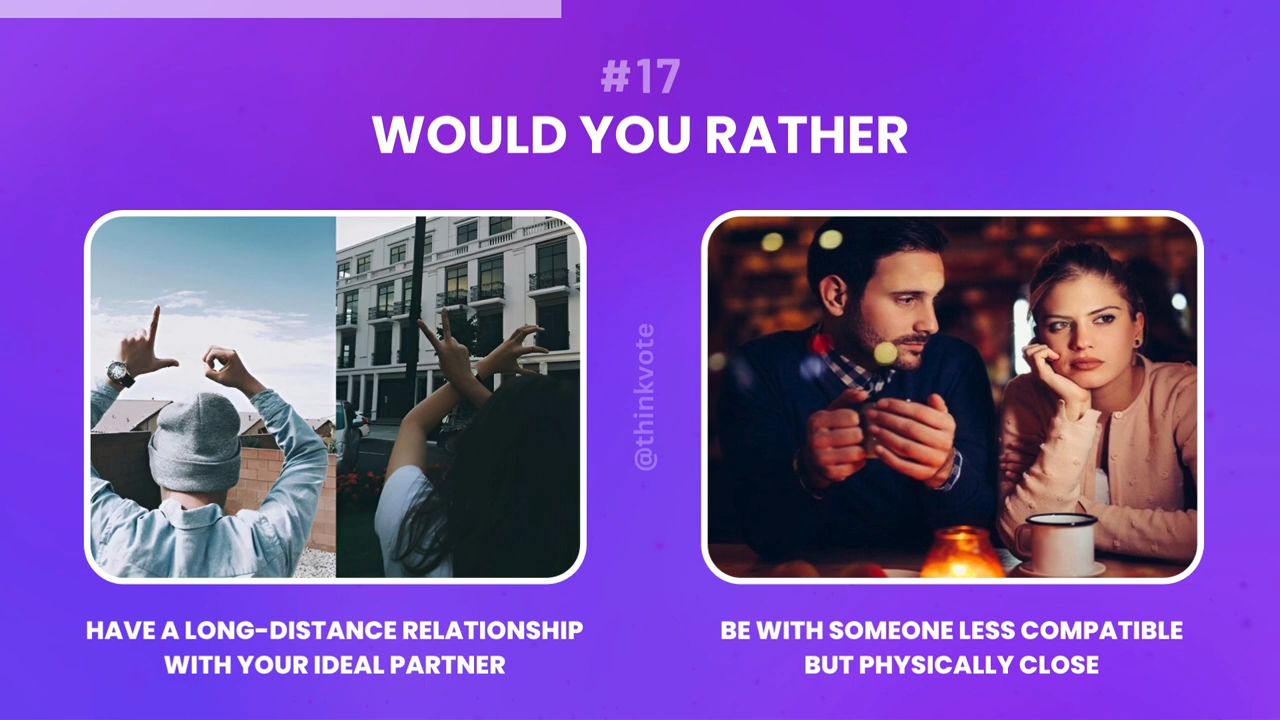 #17
WOULD YOU RATHER
@thinkvote
HAVE A LONG-DISTANCE RELATIONSHIP
WITH YOUR IDEAL PARTNER
BE WITH SOMEONE LESS COMPATIBLE
BUT PHYSICALLY CLOSE